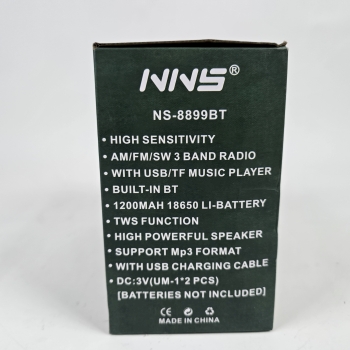 NNS®
NS-8899BT
• HIGH SENSITIVITY
• AM/FM/SW 3 BAND RADIO
• WITH USB/TF MUSIC PLAYER
• BUILT-IN BT
• 1200MAH 18650 LI-BATTERY
• TWS FUNCTION
• HIGH POWERFUL SPEAKER
• SUPPORT Mp3 FORMAT
• WITH USB CHARGING CABLE
• DC:3V(UM-1*2 PCS)
[BATTERIES NOT INCLUDED]
CE
MADE IN CHINA